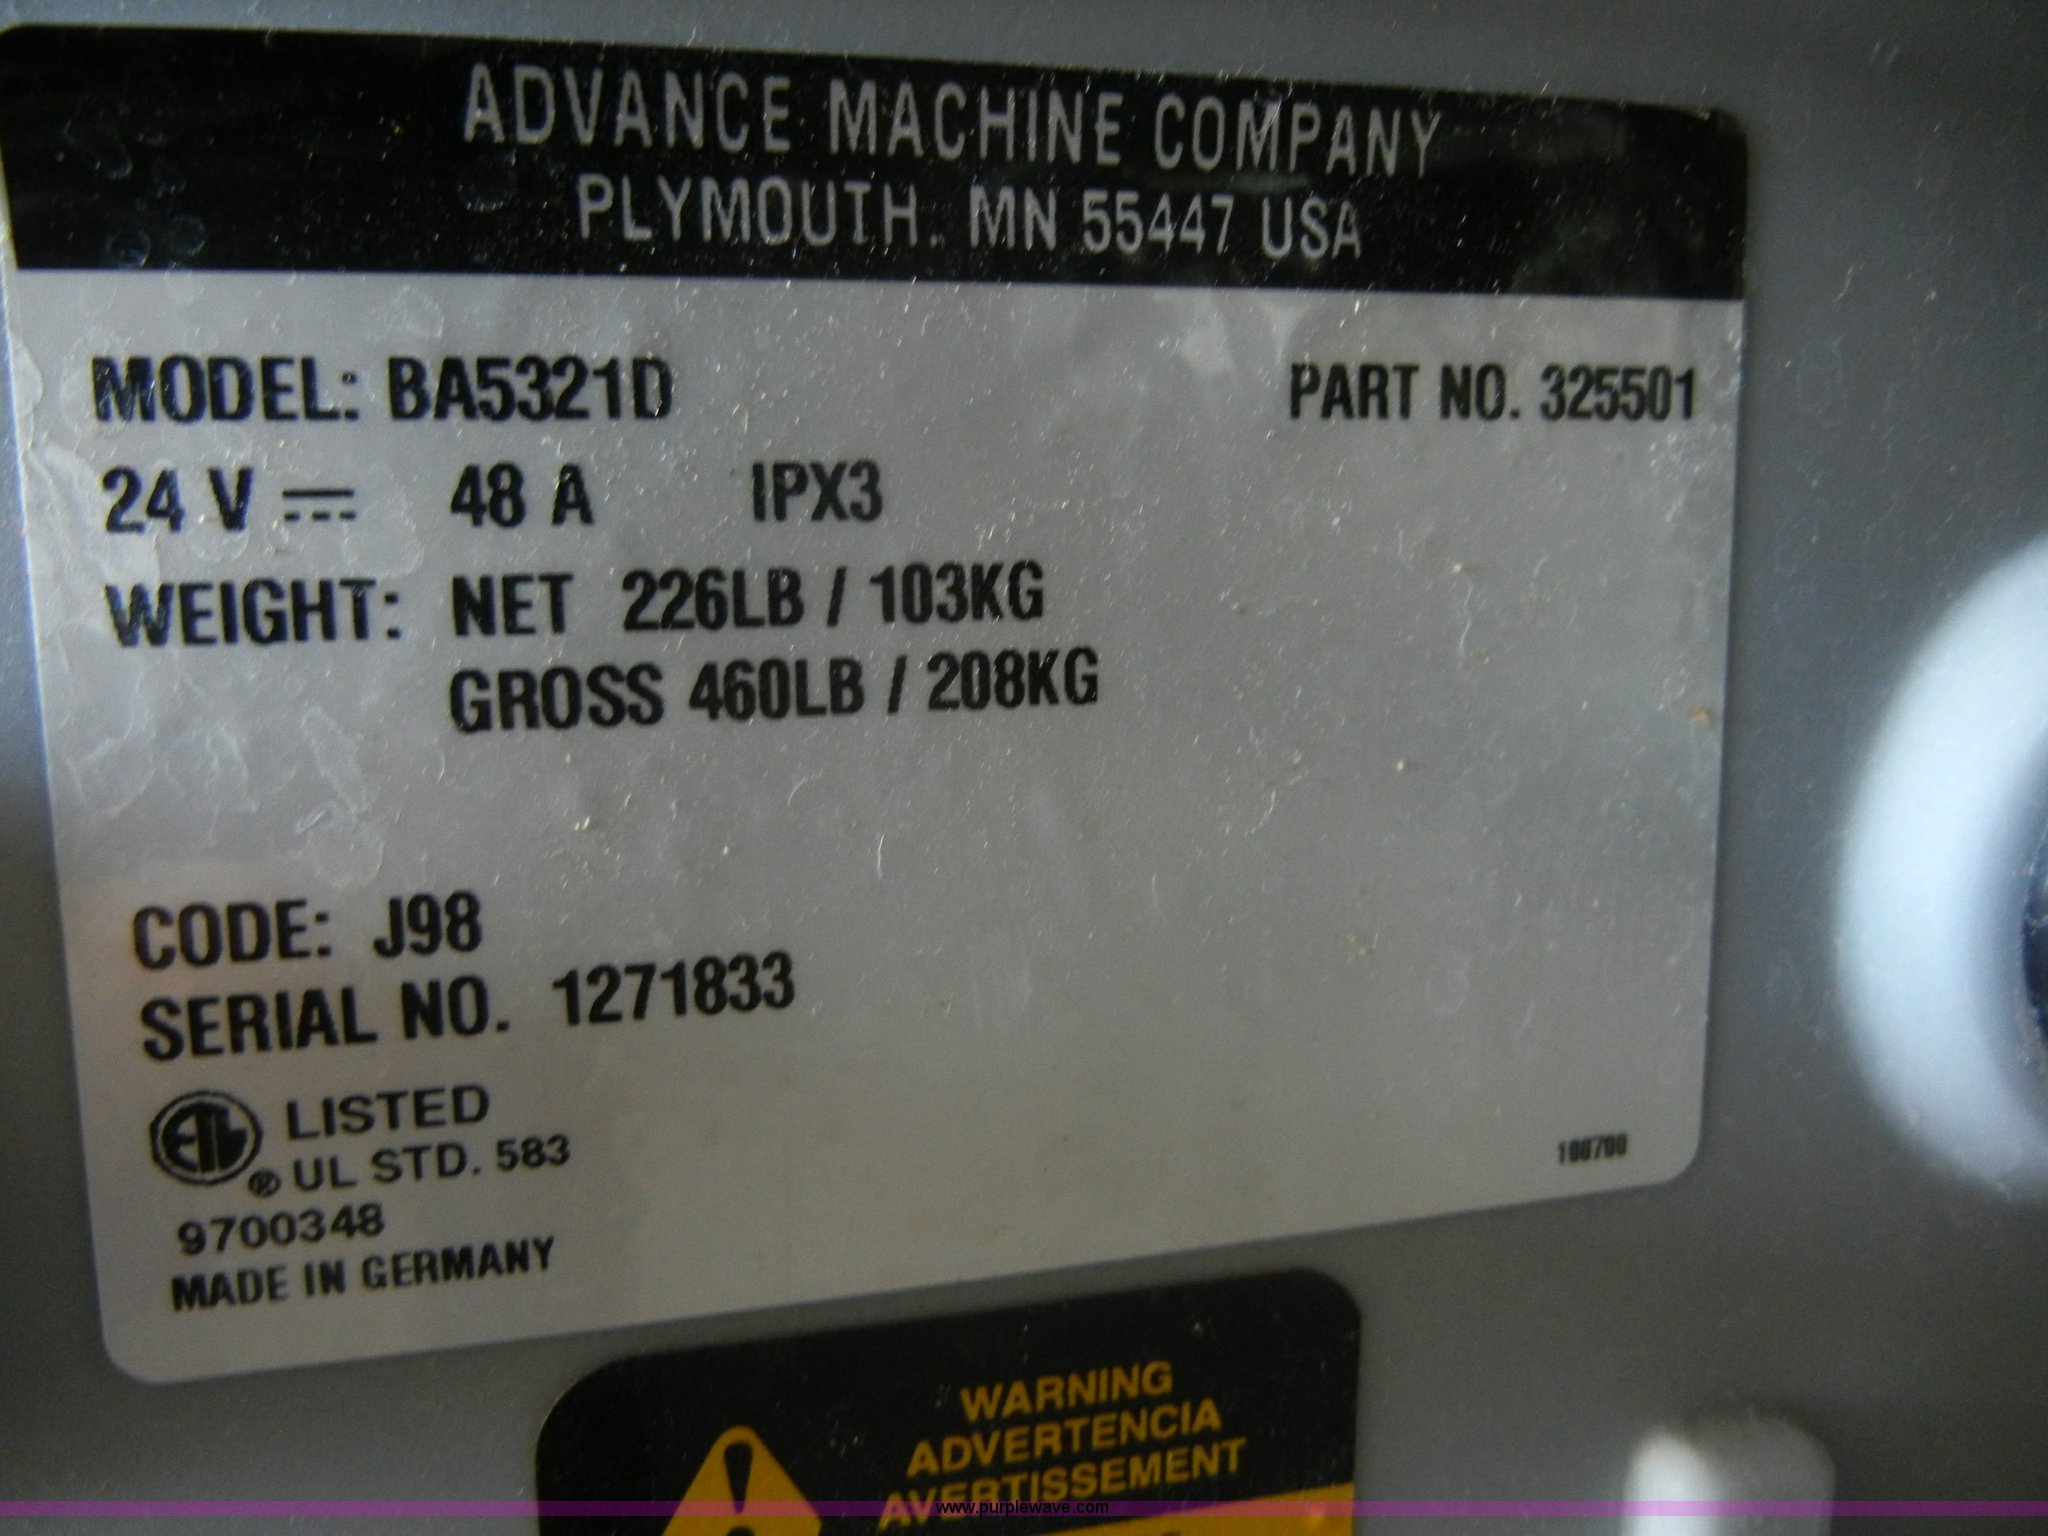 ADVANCE MACHINE COMPANY
PLYMOUTH. MN 55447 USA
MODEL: BA5321D PART NO. 325501
24 V 48 A IPX3
WEIGHT: NET 226LB / 103KG
GROSS 460LB / 208KG
CODE: J98
SERIAL NO. 1271833
ETL LISTED
® UL STD. 583
9700348
MADE IN GERMANY
100700
WARNING
ADVERTENCIA
AVERTISSEMENT
www.purplewave.com